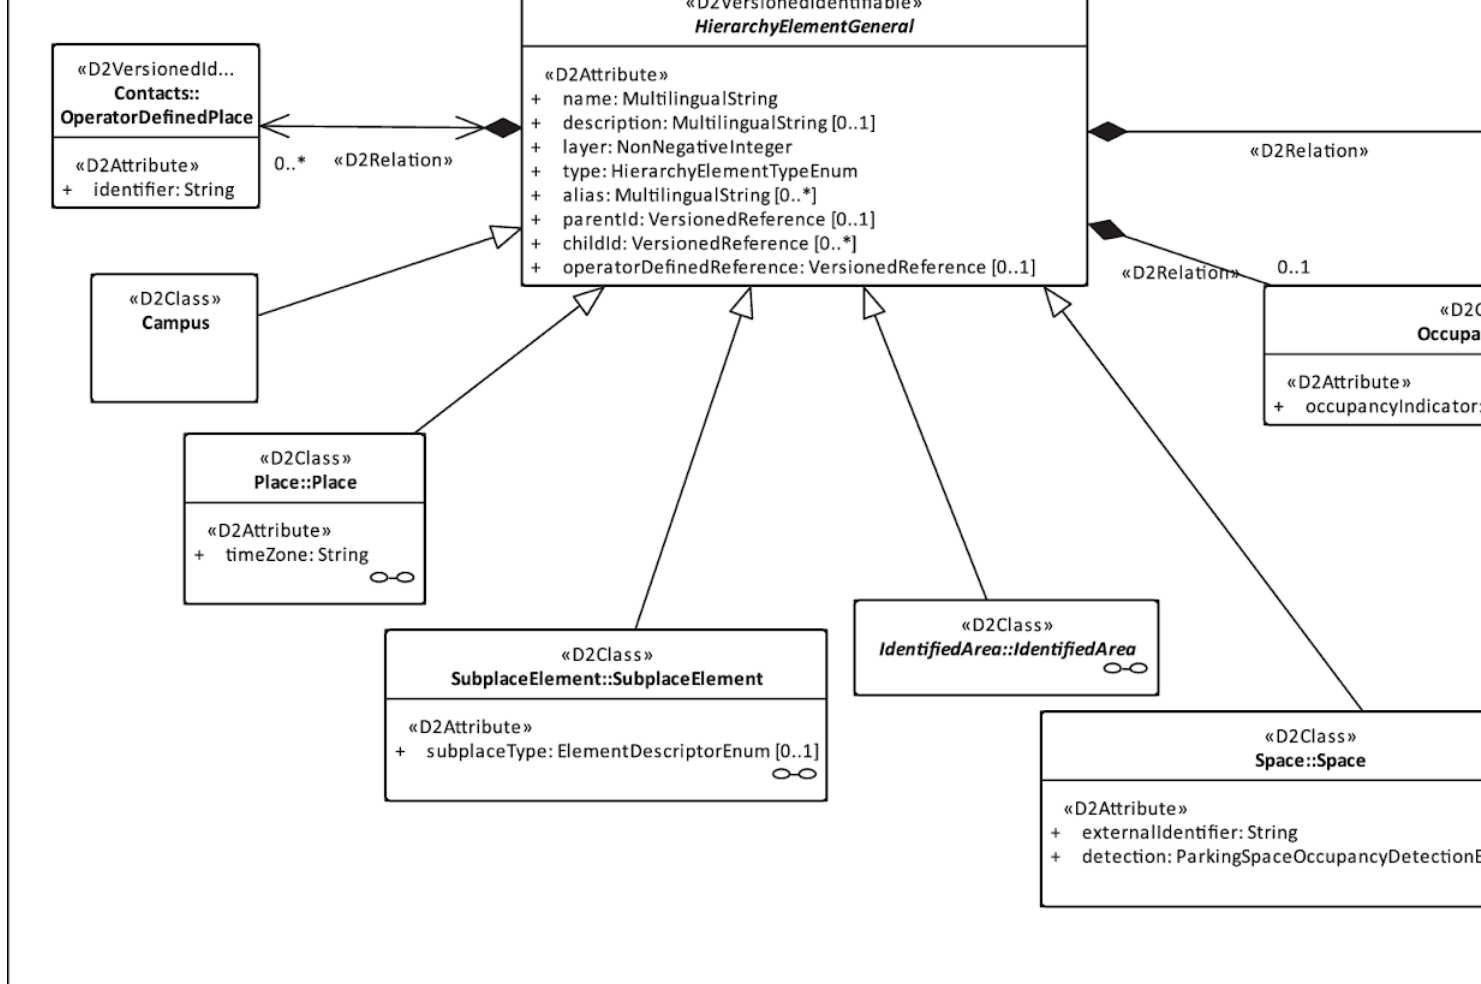 «D2VersionedIdentifiable»
HierarchyElementGeneral
«D2Attribute»
+ name: MultilingualString
+ description: MultilingualString [0..1]
+ layer: NonNegativeInteger
+ type: HierarchyElementTypeEnum
+ alias: MultilingualString [0..*]
+ parentId: VersionedReference [0..1]
+ childId: VersionedReference [0..*]
+ operatorDefinedReference: VersionedReference [0..1]
«D2VersionedId...
Contacts::
OperatorDefinedPlace
«D2Attribute»
+ identifier: String
0..*
«D2Relation»
«D2Relation»
«D2Relation»
0..1
«D2Class»
Campus
«D2C
Occupa
«D2Attribute»
+ occupancyIndicator:
«D2Class»
Place::Place
«D2Attribute»
+ timeZone: String
«D2Class»
SubplaceElement::SubplaceElement
«D2Attribute»
+ subplaceType: ElementDescriptorEnum [0..1]
«D2Class»
IdentifiedArea::IdentifiedArea
«D2Class»
Space::Space
«D2Attribute»
+ externalIdentifier: String
+ detection: ParkingSpaceOccupancyDetectionE